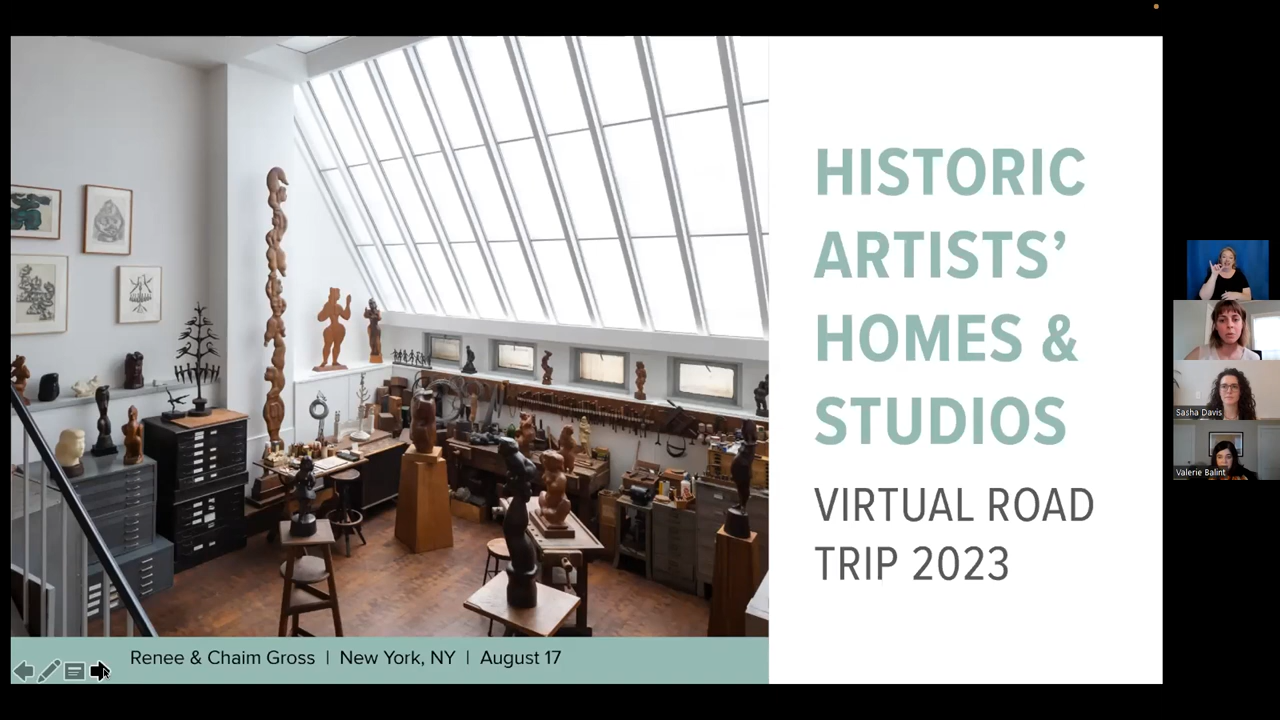 HISTORIC
ARTISTS’
HOMES &
STUDIOS
VIRTUAL ROAD
TRIP 2023
Renee & Chaim Gross | New York, NY | August 17
Sasha Davis
Valerie Balint